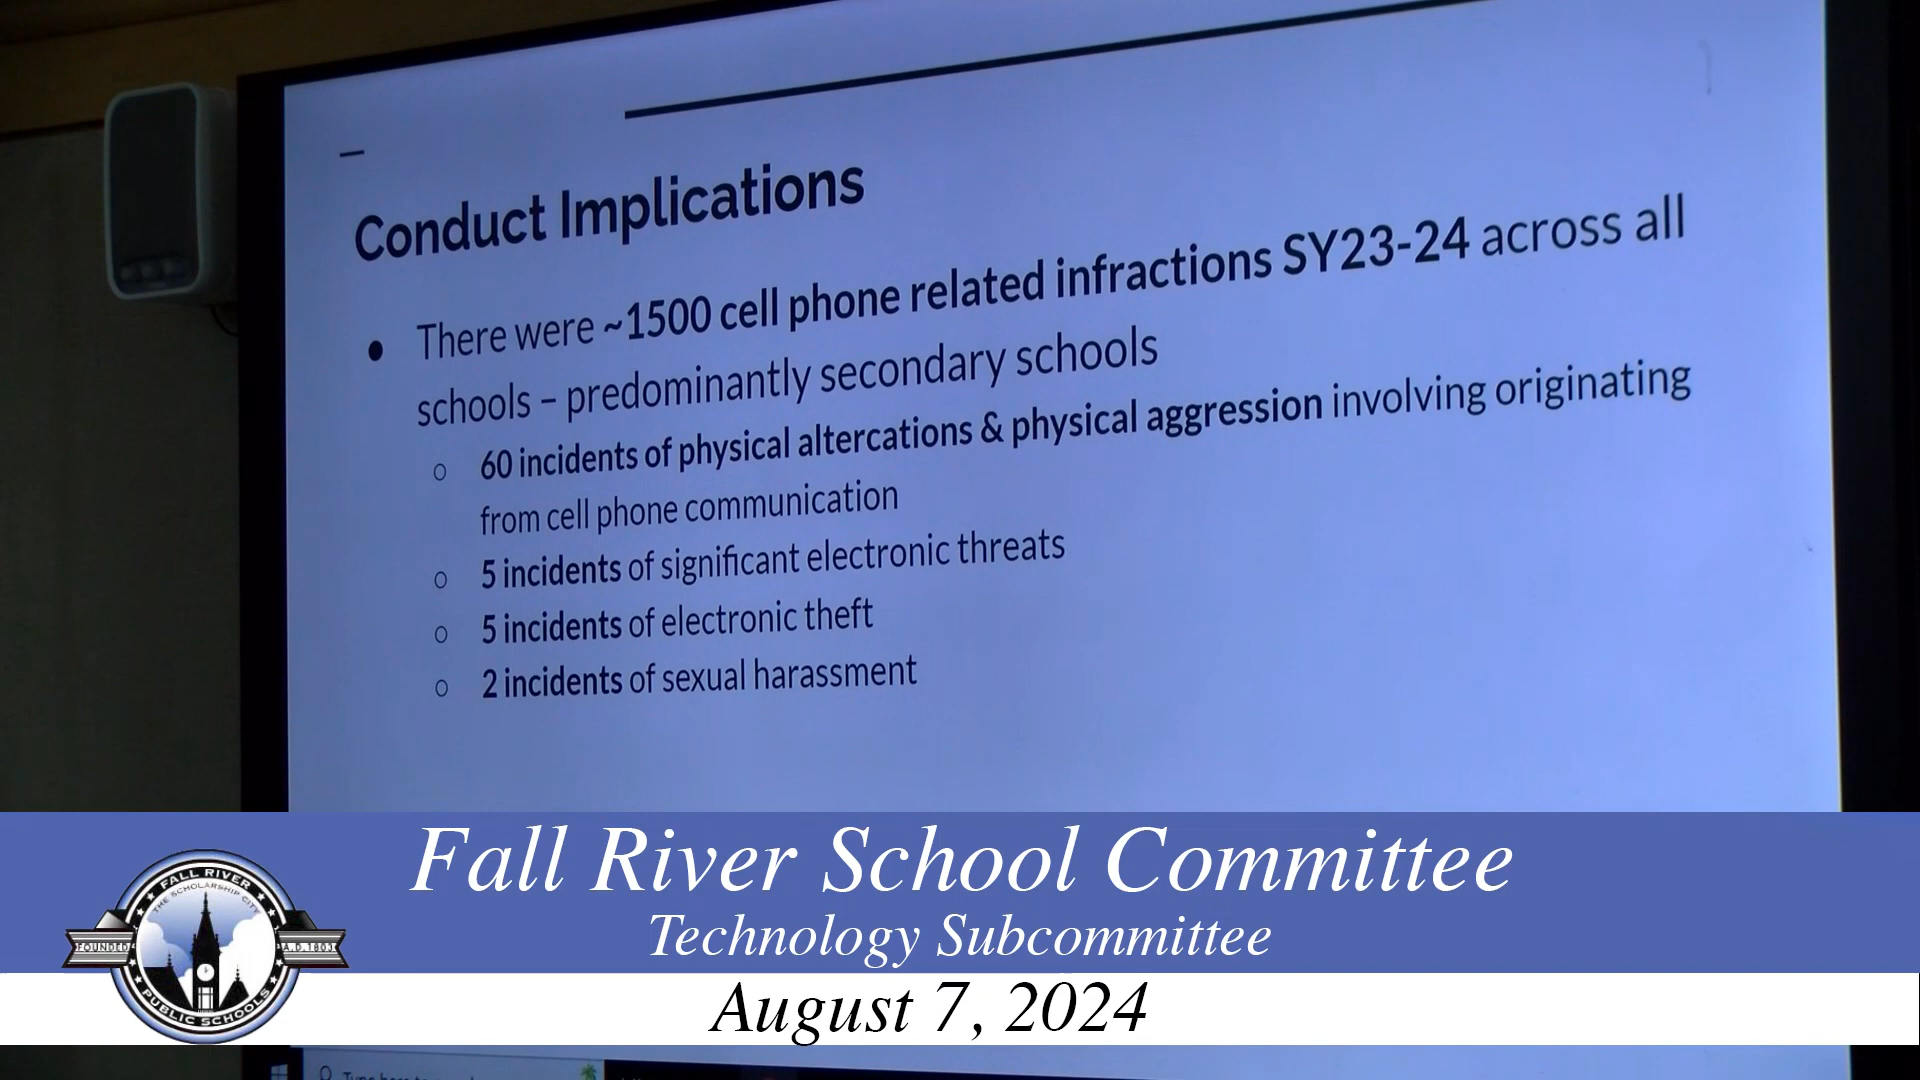 Conduct Implications
● There were ~1500 cell phone related infractions SY23-24 across all
schools – predominantly secondary schools
○ 60 incidents of physical altercations & physical aggression involving originating
from cell phone communication
○ 5 incidents of significant electronic threats
○ 5 incidents of electronic theft
○ 2 incidents of sexual harassment
Fall River School Committee
Technology Subcommittee
August 7, 2024
FALL RIVER
THE SCHOLARSHIP CITY
FOUNDED
A.D. 1803
PUBLIC SCHOOLS